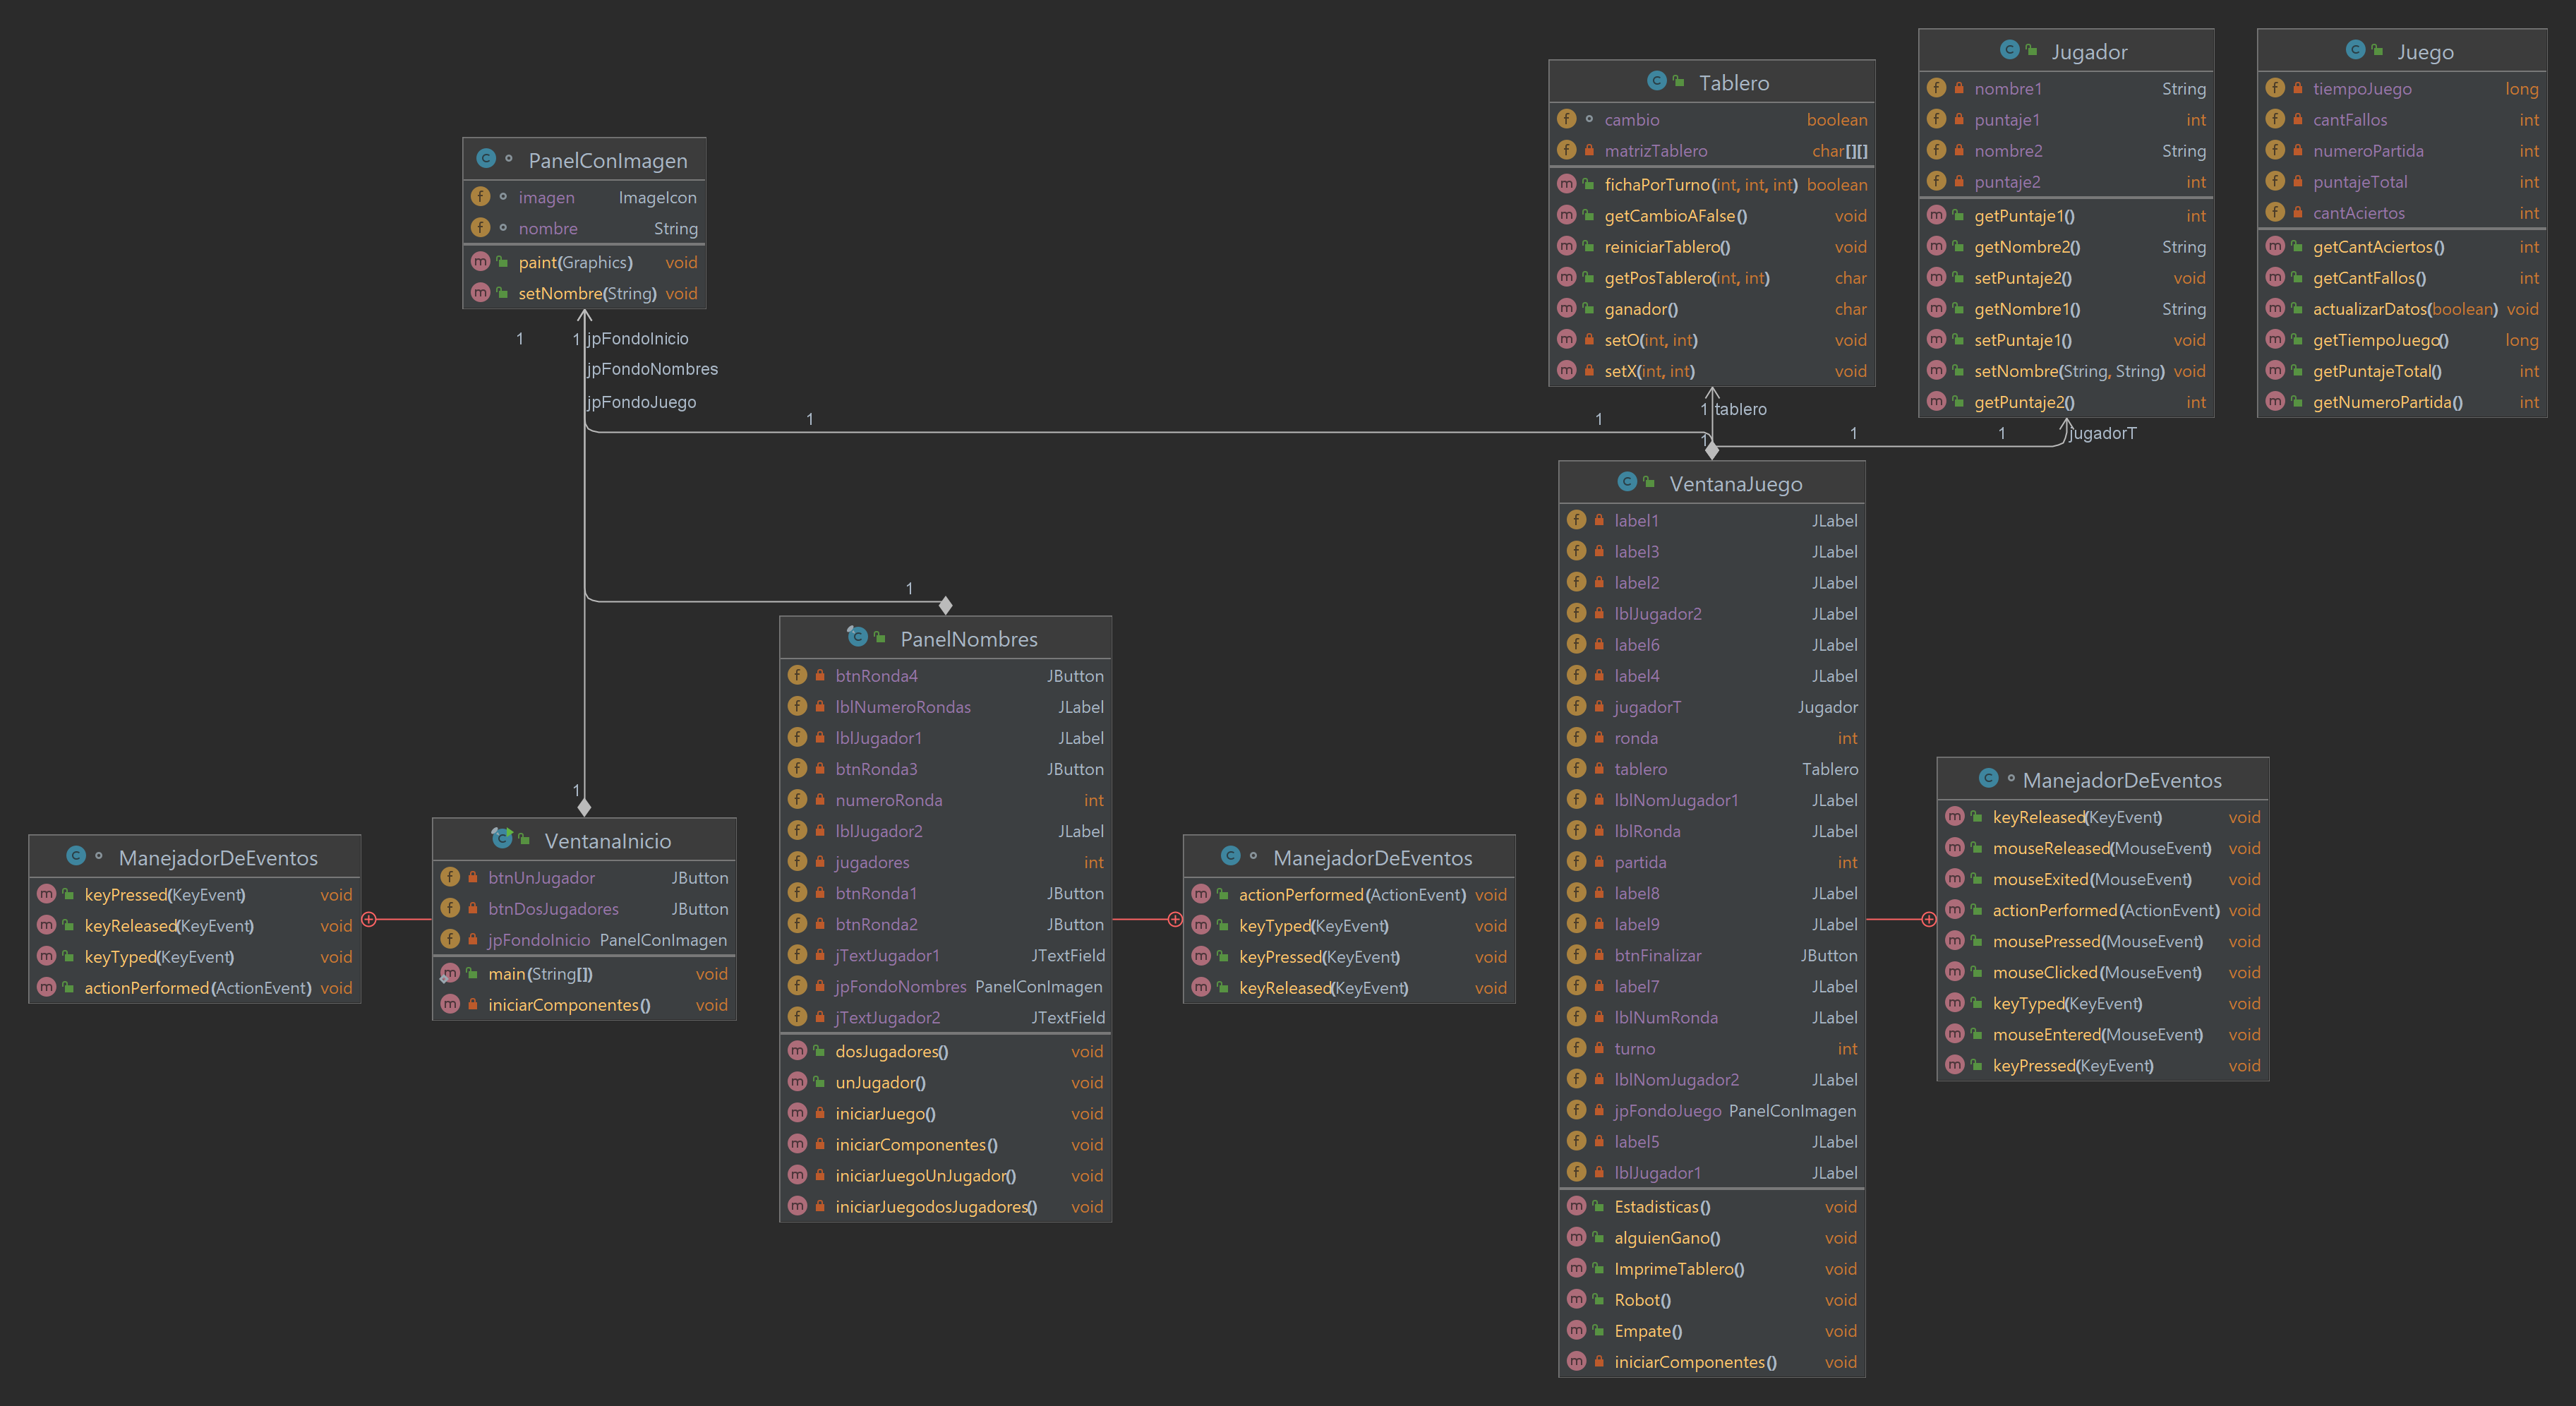 PanelConImagen
imagen ImageIcon
nombre String
paint(Graphics) void
setNombre(String) void
Tablero
cambio boolean
matrizTablero char[][]
fichaPorTurno(int, int, int) boolean
getCambioAFalse() void
reiniciarTablero() void
getPosTablero(int, int) char
ganador() char
setO(int, int) void
setX(int, int) void
Jugador
nombre1 String
puntaje1 int
nombre2 String
puntaje2 int
getPuntaje1() int
getNombre2() String
setPuntaje2() void
getNombre1() String
setPuntaje1() void
setNombre(String, String) void
getPuntaje2() int
Juego
tiempoJuego long
cantFallos int
numeroPartida int
puntajeTotal int
cantAciertos int
getCantAciertos() int
getCantFallos() int
actualizarDatos(boolean) void
getTiempoJuego() long
getPuntajeTotal() int
getNumeroPartida() int
1 1 jpFondoInicio
jpFondoNombres
jpFondoJuego
1 1
1 tablero
1
1 1 jugadorT
1
1
ManejadorDeEventos
keyPressed(KeyEvent) void
keyReleased(KeyEvent) void
keyTyped(KeyEvent) void
actionPerformed(ActionEvent) void
VentanaInicio
btnUnJugador JButton
btnDosJugadores JButton
jpFondoInicio PanelConImagen
main(String[]) void
iniciarComponentes() void
PanelNombres
btnRonda4 JButton
lblNumeroRondas JLabel
lblJugador1 JLabel
btnRonda3 JButton
numeroRonda int
lblJugador2 JLabel
jugadores int
btnRonda1 JButton
btnRonda2 JButton
jTextJugador1 JTextField
jpFondoNombres PanelConImagen
jTextJugador2 JTextField
dosJugadores() void
unJugador() void
iniciarJuego() void
iniciarComponentes() void
iniciarJuegoUnJugador() void
iniciarJuegodosJugadores() void
ManejadorDeEventos
actionPerformed(ActionEvent) void
keyTyped(KeyEvent) void
keyPressed(KeyEvent) void
keyReleased(KeyEvent) void
VentanaJuego
label1 JLabel
label3 JLabel
label2 JLabel
lblJugador2 JLabel
label6 JLabel
label4 JLabel
jugadorT Jugador
ronda int
tablero Tablero
lblNomJugador1 JLabel
lblRonda JLabel
partida int
label8 JLabel
label9 JLabel
btnFinalizar JButton
label7 JLabel
lblNumRonda JLabel
turno int
lblNomJugador2 JLabel
jpFondoJuego PanelConImagen
label5 JLabel
lblJugador1 JLabel
Estadisticas() void
alguienGano() void
ImprimeTablero() void
Robot() void
Empate() void
iniciarComponentes() void
ManejadorDeEventos
keyReleased(KeyEvent) void
mouseReleased(MouseEvent) void
mouseExited(MouseEvent) void
actionPerformed(ActionEvent) void
mousePressed(MouseEvent) void
mouseClicked(MouseEvent) void
keyTyped(KeyEvent) void
mouseEntered(MouseEvent) void
keyPressed(KeyEvent) void